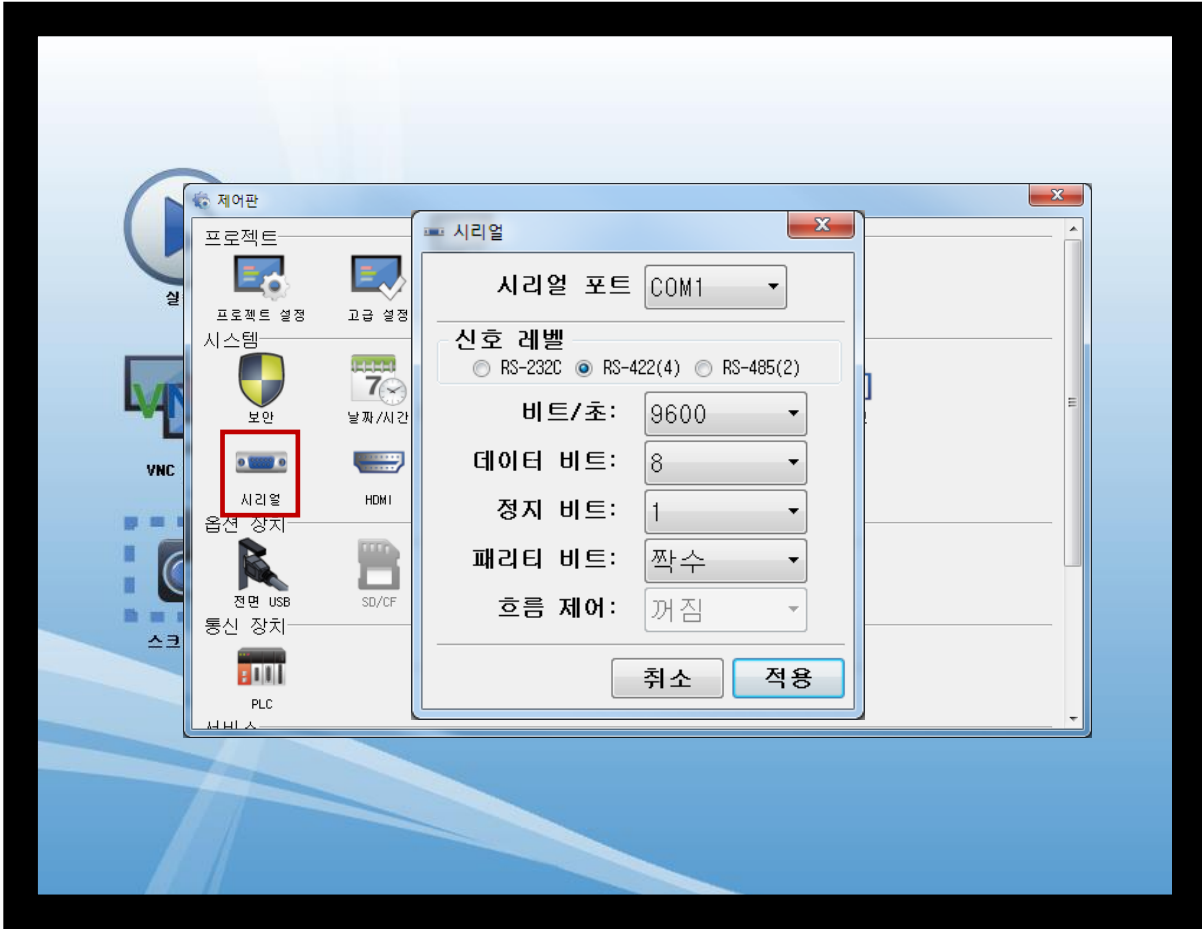 제어판
프로젝트
프로젝트 설정
고급 설정
시스템
보안
7
날짜/시간
VNC
시리얼
HDMI
옵션 장치
전면 USB
SD/CF
스크
통신 장치
PLC
시리얼
시리얼 포트 COM1
신호 레벨
RS-232C RS-422(4) RS-485(2)
비트/초: 9600
데이터 비트: 8
정지 비트: 1
패리티 비트: 짝수
흐름 제어: 꺼짐
취소 적용